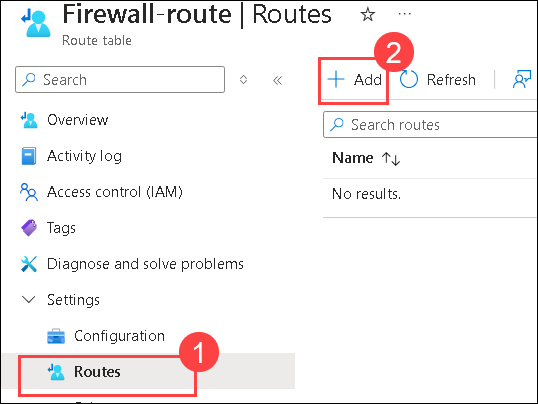 Firewall-route | Routes
Route table
2
Search
Add
Refresh
Overview
Search routes
Activity log
Name
Access control (IAM)
No results.
Tags
Diagnose and solve problems
Settings
Configuration
1
Routes